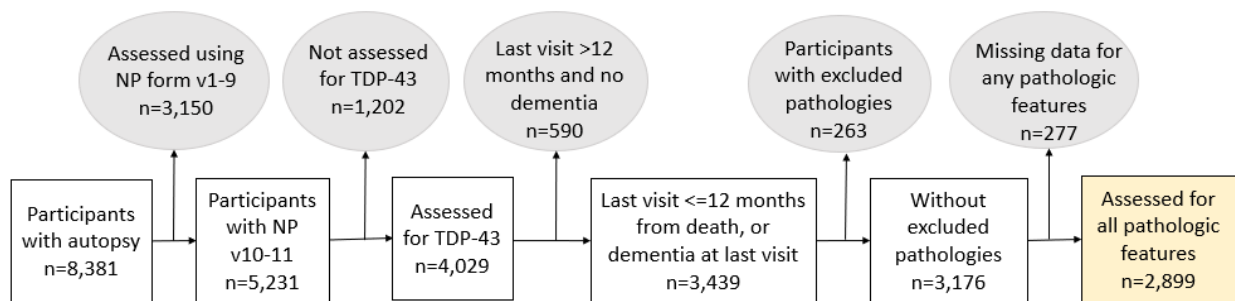 Assessed using
NP form v1-9
n=3,150
Not assessed
for TDP-43
n=1,202
Last visit >12
months and no
dementia
n=590
Participants
with excluded
pathologies
n=263
Missing data for
any pathologic
features
n=277
Participants
with autopsy
n=8,381
Participants
with NP
v10-11
n=5,231
Assessed
for TDP-43
n=4,029
Last visit <=12 months
from death, or
dementia at last visit
n=3,439
Without
excluded
pathologies
n=3,176
Assessed for
all pathologic
features
n=2,899